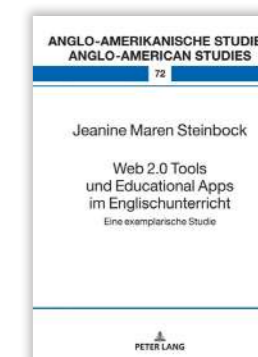 ANGLO-AMERIKANISCHE STUDIE
ANGLO-AMERICAN STUDIES
72
Jeanine Maren Steinbock
Web 2.0 Tools
und Educational Apps
im Englischunterricht
Eine exemplarische Studie
PETER LANG